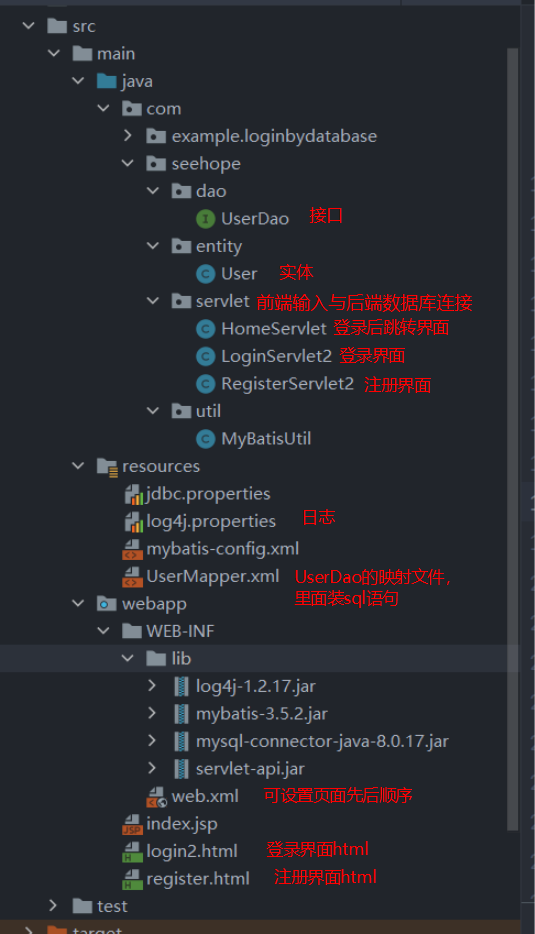 src
main
java
com
example.loginbydatabase
seehope
dao
UserDao 接口
entity
User 实体
servlet 前端输入与后端数据库连接
HomeServlet 登录后跳转界面
LoginServlet2 登录界面
RegisterServlet2 注册界面
util
MyBatisUtil
resources
jdbc.properties
log4j.properties 日志
mybatis-config.xml
UserMapper.xml UserDao的映射文件,
里面装sql语句
webapp
WEB-INF
lib
log4j-1.2.17.jar
mybatis-3.5.2.jar
mysql-connector-java-8.0.17.jar
servlet-api.jar
web.xml 可设置页面先后顺序
index.jsp
login2.html 登录界面html
register.html 注册界面html
test
target